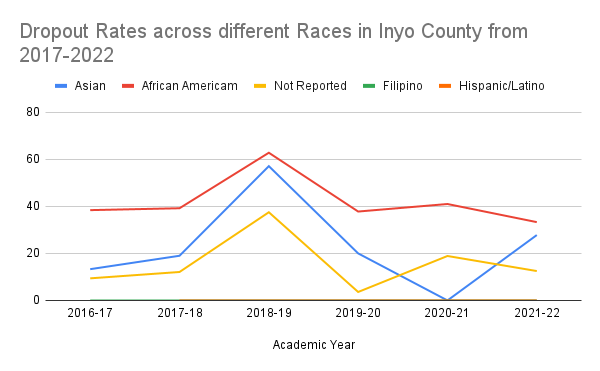 Dropout Rates across different Races in Inyo County from
2017-2022
Asian African Americam Not Reported Filipino Hispanic/Latino
80
60
40
20
0
2016-17 2017-18 2018-19 2019-20 2020-21 2021-22
Academic Year